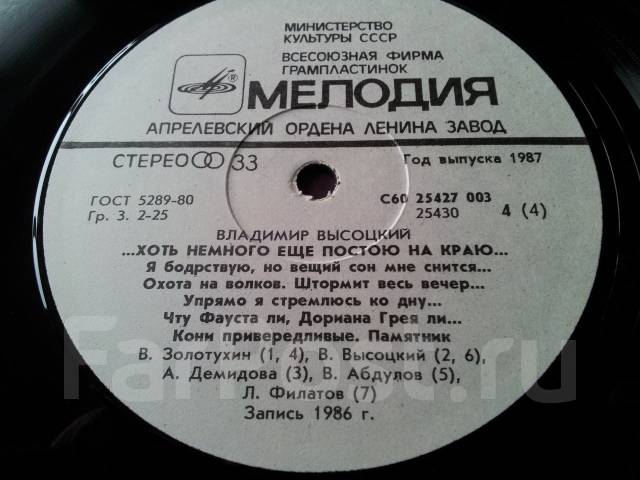 МИНИСТЕРСТВО
КУЛЬТУРЫ СССР
ВСЕСОЮЗНАЯ ФИРМА
ГРАМПЛАСТИНОК
®
МЕЛОДИЯ
АПРЕЛЕВСКИЙ ОРДЕНА ЛЕНИНА ЗАВОД
СТЕРЕО 33
Год выпуска 1987
ГОСТ 5289-80
Гр. 3. 2-25
С60 25427 003
25430 4 (4)
ВЛАДИМИР ВЫСОЦКИЙ
...ХОТЬ НЕМНОГО ЕЩЕ ПОСТОЮ НА КРАЮ...
Я бодрствую, но вещий сон мне снится...
Охота на волков. Штормит весь вечер...
Упрямо я стремлюсь ко дну...
Чту Фауста ли, Дориана Грея ли...
Кони привередливые. Памятник
В. Золотухин (1, 4), В. Высоцкий (2, 6),
А. Демидова (3), В. Абдулов (5),
Л. Филатов (7)
Запись 1986 г.
FarPost.ru